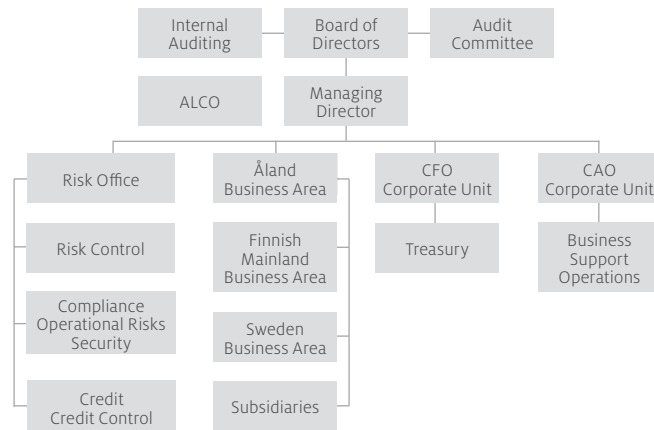 Internal
Auditing
Board of
Directors
Audit
Committee
ALCO
Managing
Director
Risk Office
Åland
Business Area
CFO
Corporate Unit
CAO
Corporate Unit
Risk Control
Finnish
Mainland
Business Area
Treasury
Business
Support
Operations
Compliance
Operational Risks
Security
Sweden
Business Area
Credit
Credit Control
Subsidiaries